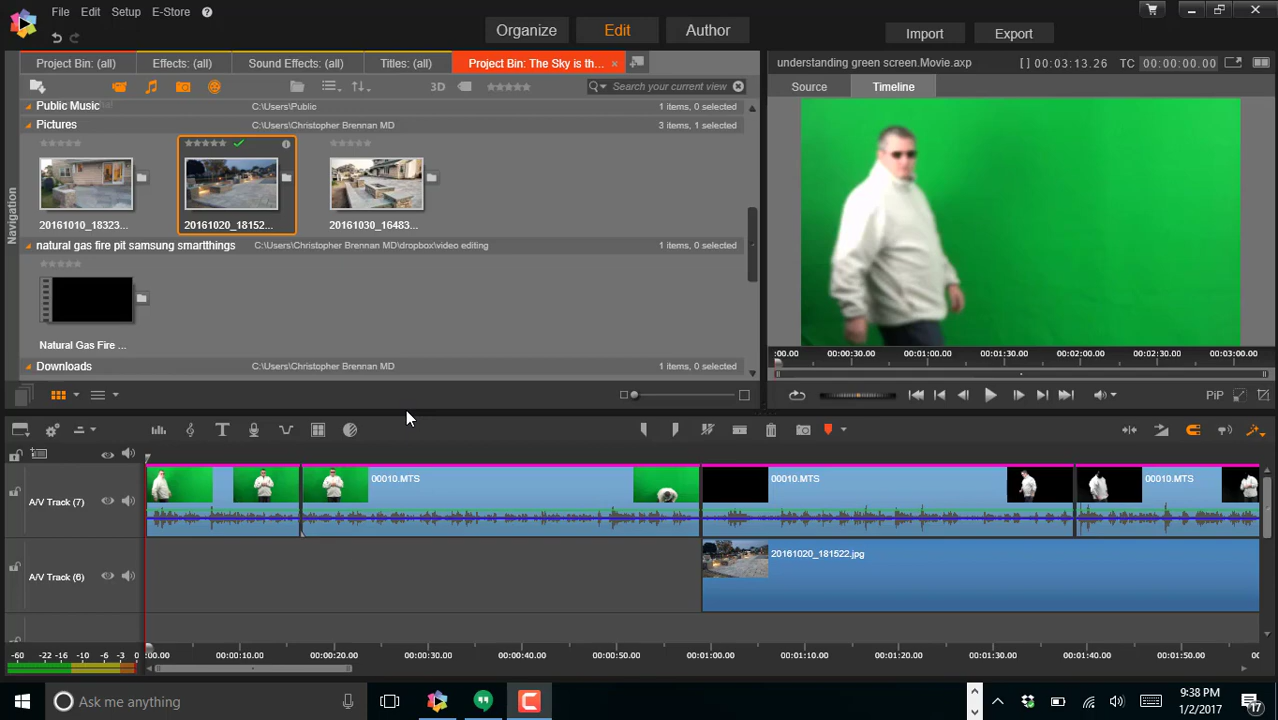 File Edit Setup E-Store ?
Organize Edit Author Import Export
Project Bin: (all) Effects: (all) Sound Effects: (all) Titles: (all) Project Bin: The Sky is th...
understanding green screen.Movie.axp [ ] 00:03:13.26 TC 00:00:00.00
3D Search your current view Source Timeline
Public Music C:\Users\Public 1 items, 0 selected
Pictures C:\Users\Christopher Brennan MD 3 items, 1 selected
20161010_18323... 20161020_18152... 20161030_16483...
natural gas fire pit samsung smartthings C:\Users\Christopher Brennan MD\dropbox\video editing 1 items, 0 selected
Natural Gas Fire ...
Downloads C:\Users\Christopher Brennan MD 1 items, 0 selected
Navigation
:00.00 00:00:30.00 00:01:00.00 00:01:30.00 00:02:00.00 00:02:30.00 00:03:00.00
PiP
A/V Track (7) 00010.MTS 00010.MTS 00010.MTS
A/V Track (6) 20161020_181522.jpg
-60 -22 -16 -10 -6 -3 0
:00.00 00:00:10.00 00:00:20.00 00:00:30.00 00:00:40.00 00:00:50.00 00:01:00.00 00:01:10.00 00:01:20.00 00:01:30.00 00:01:40.00 00:01:50.00 00
Ask me anything
9:38 PM
1/2/2017
17